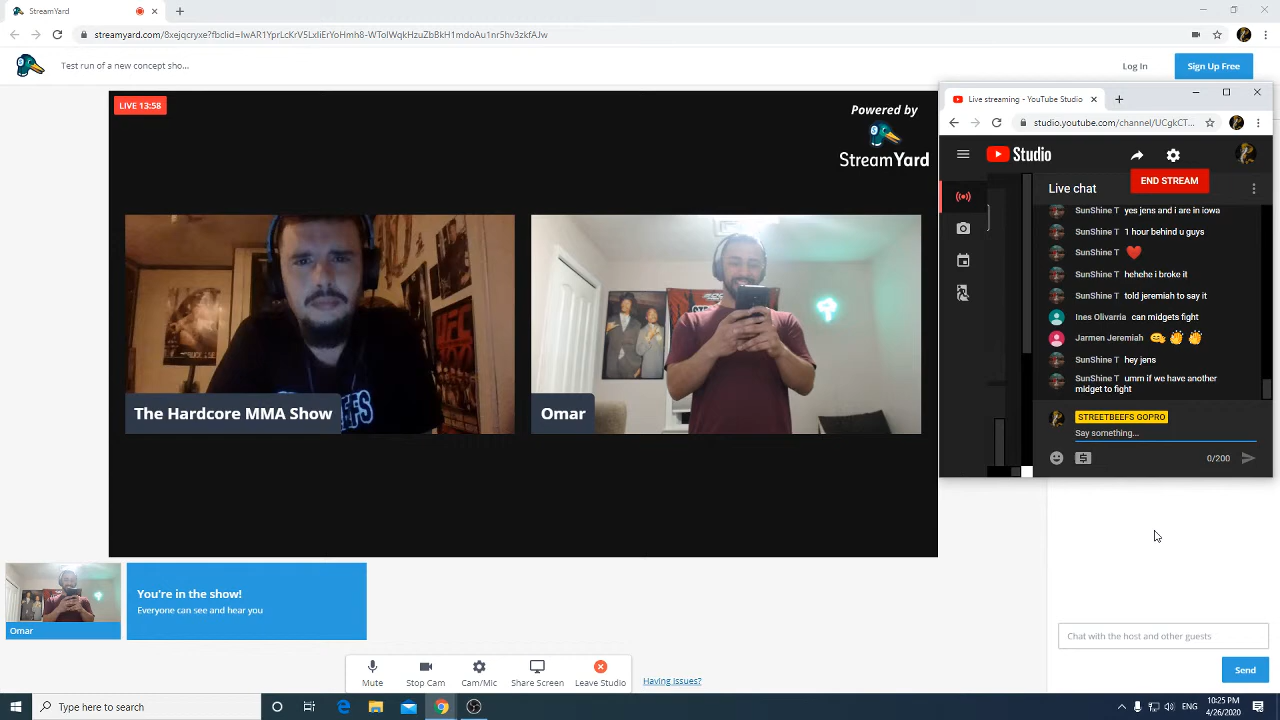 StreamYard
streamyard.com/8xejqcryxe?fbclid=IwAR1YprLcKrV5LxliErYoHmh8-WTolWqkHzuZbBkH1mdoAu1nrShv3zkfAJw
Test run of a new concept sho...
Log In
Sign Up Free
LIVE 13:58
Powered by
StreamYard
The Hardcore MMA Show
Omar
Live streaming - YouTube Studio
studio.youtube.com/channel/UCgkCT...
Studio
END STREAM
Live chat
SunShine T yes jens and i are in iowa
SunShine T 1 hour behind u guys
SunShine T
SunShine T hehehe i broke it
SunShine T told jeremiah to say it
Ines Olivarria can midgets fight
Jarmen Jeremiah
SunShine T hey jens
SunShine T umm if we have another
midget to fight
STREETBEEFS GOPRO
Say something...
0/200
Omar
You're in the show!
Everyone can see and hear you
Chat with the host and other guests
Send
Mute
Stop Cam
Cam/Mic
Share Screen
Leave Studio
Having issues?
Type here to search
10:25 PM
4/26/2020